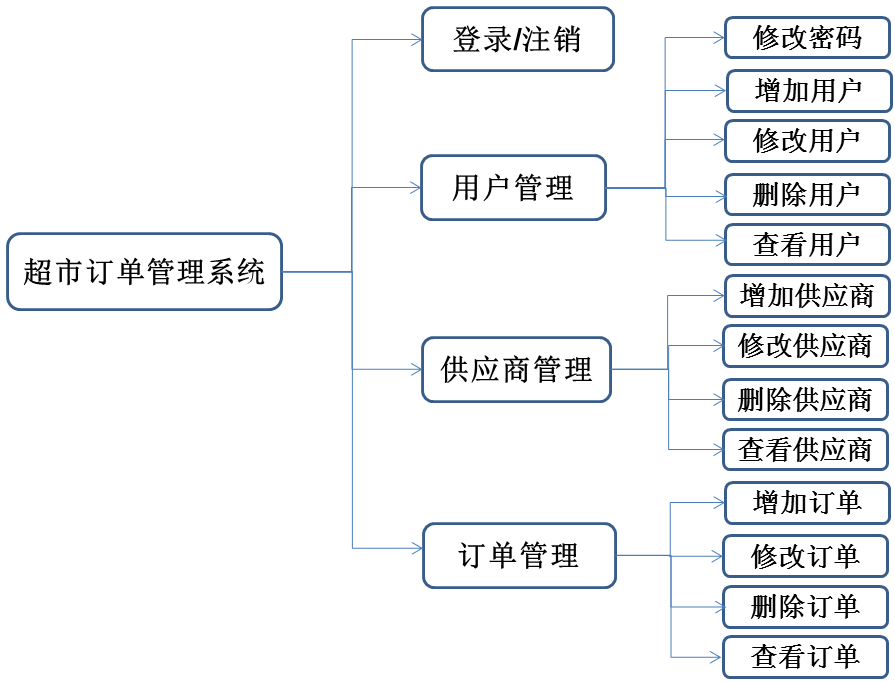 超市订单管理系统
登录/注销
用户管理
修改密码
增加用户
修改用户
删除用户
查看用户
供应商管理
增加供应商
修改供应商
删除供应商
查看供应商
订单管理
增加订单
修改订单
删除订单
查看订单